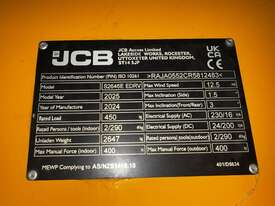 JCB
JCB Access Limited
LAKESIDE WORKS, ROCESTER,
UTTOXETER UNITED KINGDOM,
ST14 5JP
UK
CA
CE
Product Identification Number (PIN) ISO 10261 >RAJA0552CR5812463<
Model S2646E EDRV Max Wind Speed 12.5 m/s
Model Year 2025 Max Inclination(side) 1.5 °
Year of Manufacture 2024 Max Inclination(Front/Rear) 3 °
Rated Load 450 kg Electrical Supply (AC) 230/16
Rated Persons / tools (indoor) 2/290 Electrical Supply (DC) 24/200
Unladen Weight 2647 Rated persons/tools(outdoor) 2/290
Max Manual Force (indoor) 400 Max Manual Force(outdoor) 400
MEWP Complying to AS/NZS1418.10 401/D5634